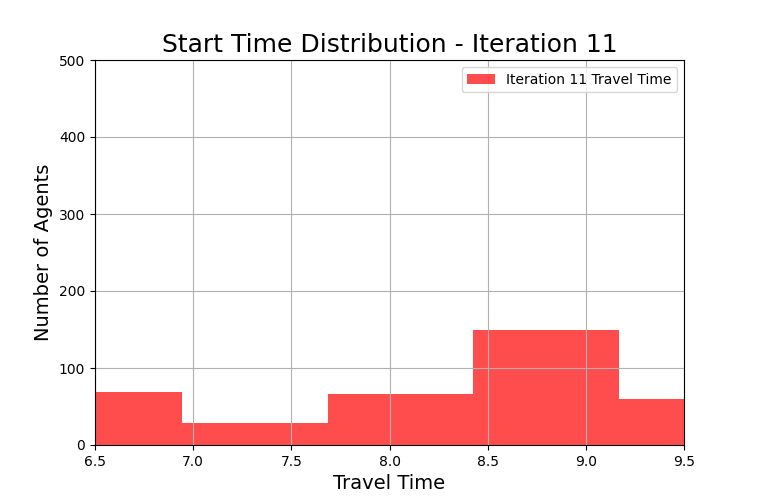 Start Time Distribution - Iteration 11
Iteration 11 Travel Time
Number of Agents
500
400
300
200
100
0
6.5 7.0 7.5 8.0 8.5 9.0 9.5
Travel Time